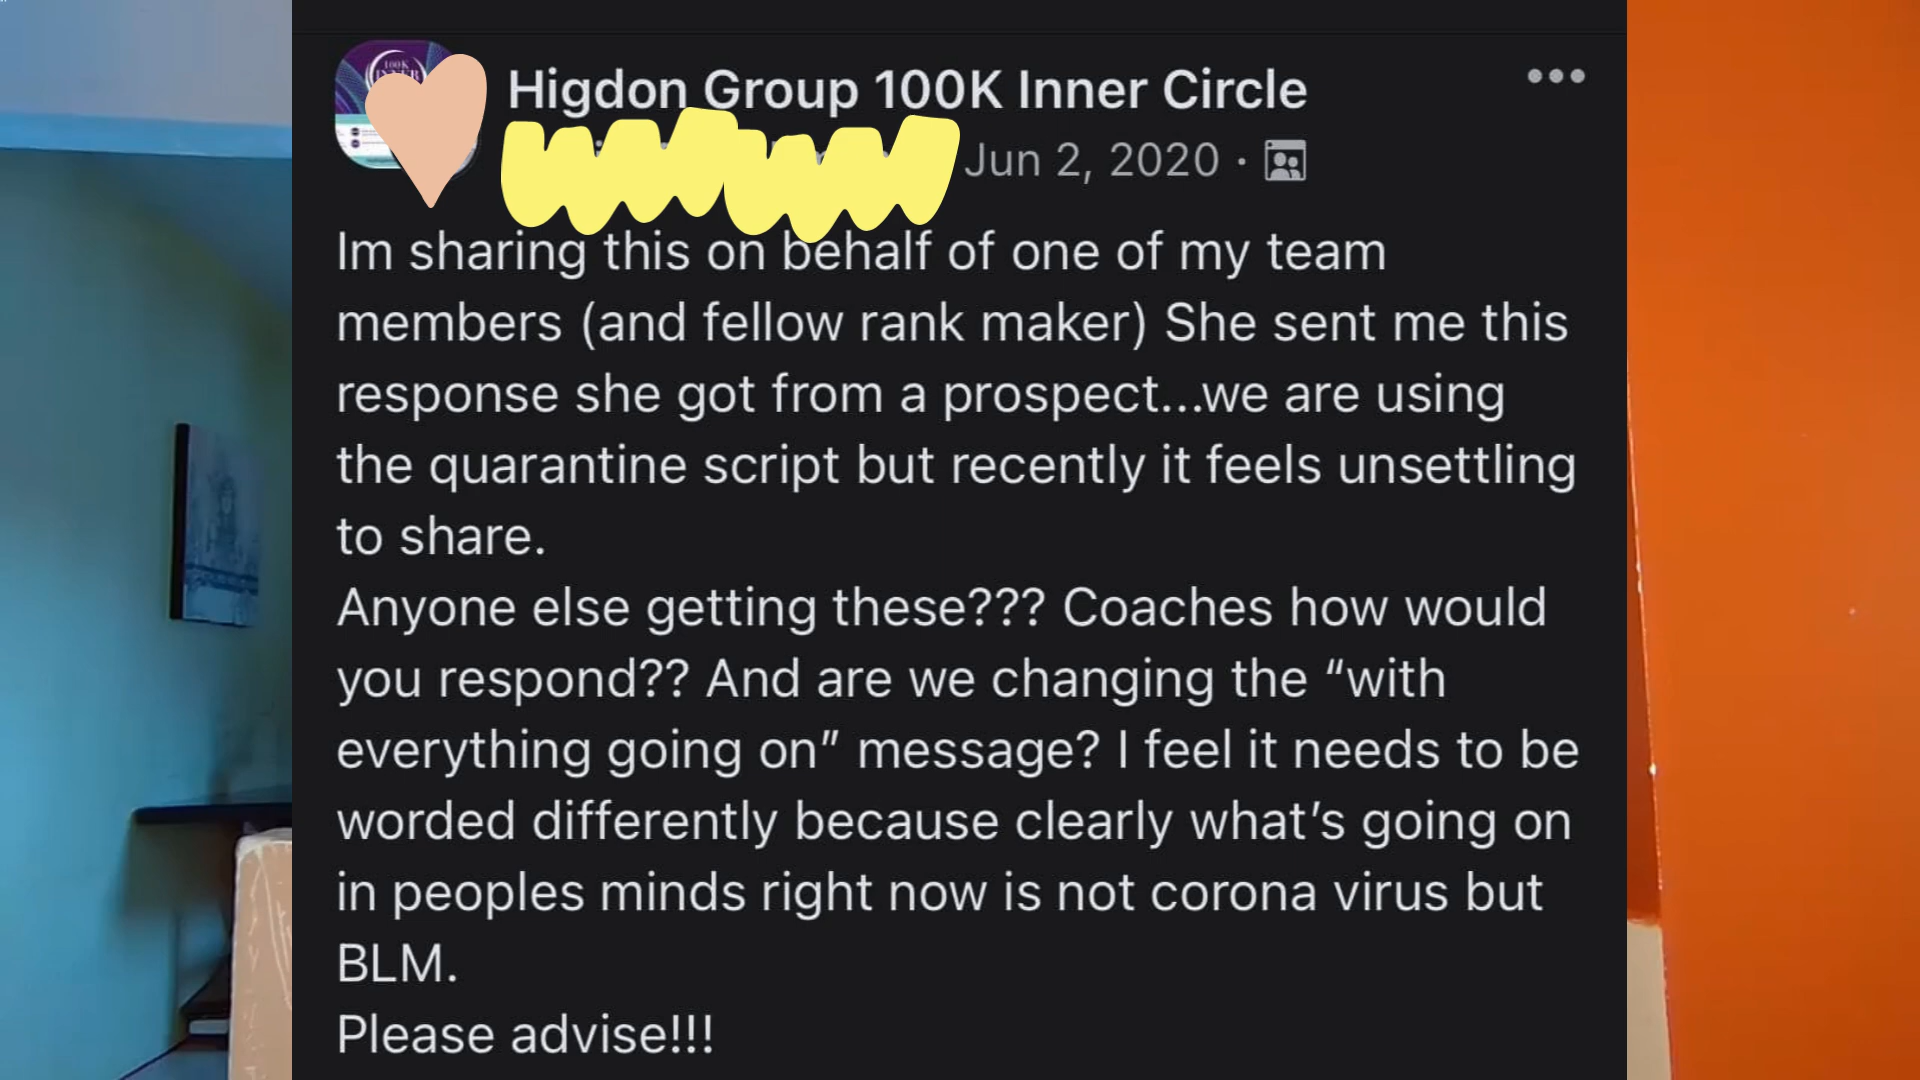 Higdon Group 100K Inner Circle
Jun 2, 2020 ·
Im sharing this on behalf of one of my team
members (and fellow rank maker) She sent me this
response she got from a prospect...we are using
the quarantine script but recently it feels unsettling
to share.
Anyone else getting these??? Coaches how would
you respond?? And are we changing the “with
everything going on” message? I feel it needs to be
worded differently because clearly what’s going on
in peoples minds right now is not corona virus but
BLM.
Please advise!!!